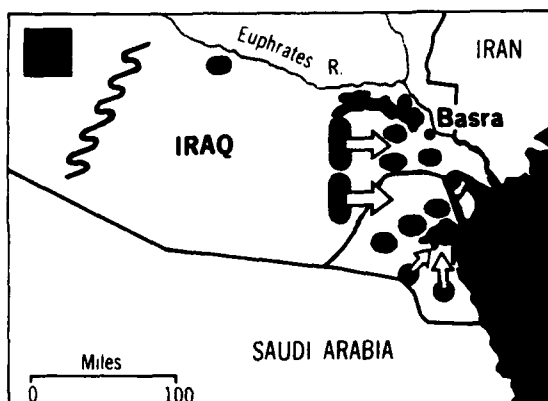 Euphrates R.
IRAN
Basra
IRAQ
SAUDI ARABIA
Miles
0 100